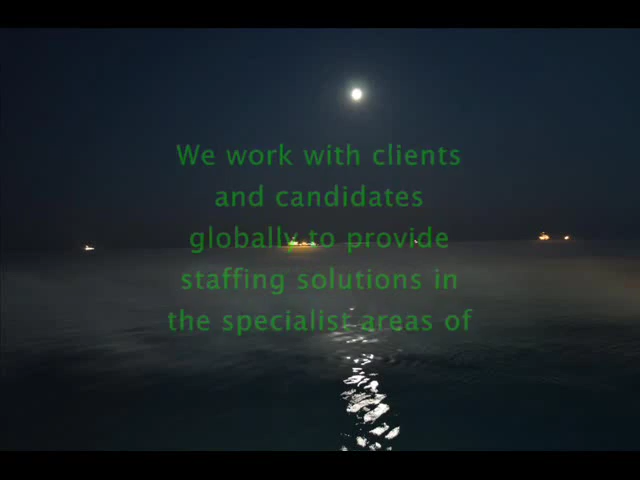 We work with clients
and candidates
globally to provide
staffing solutions in
the specialist areas of